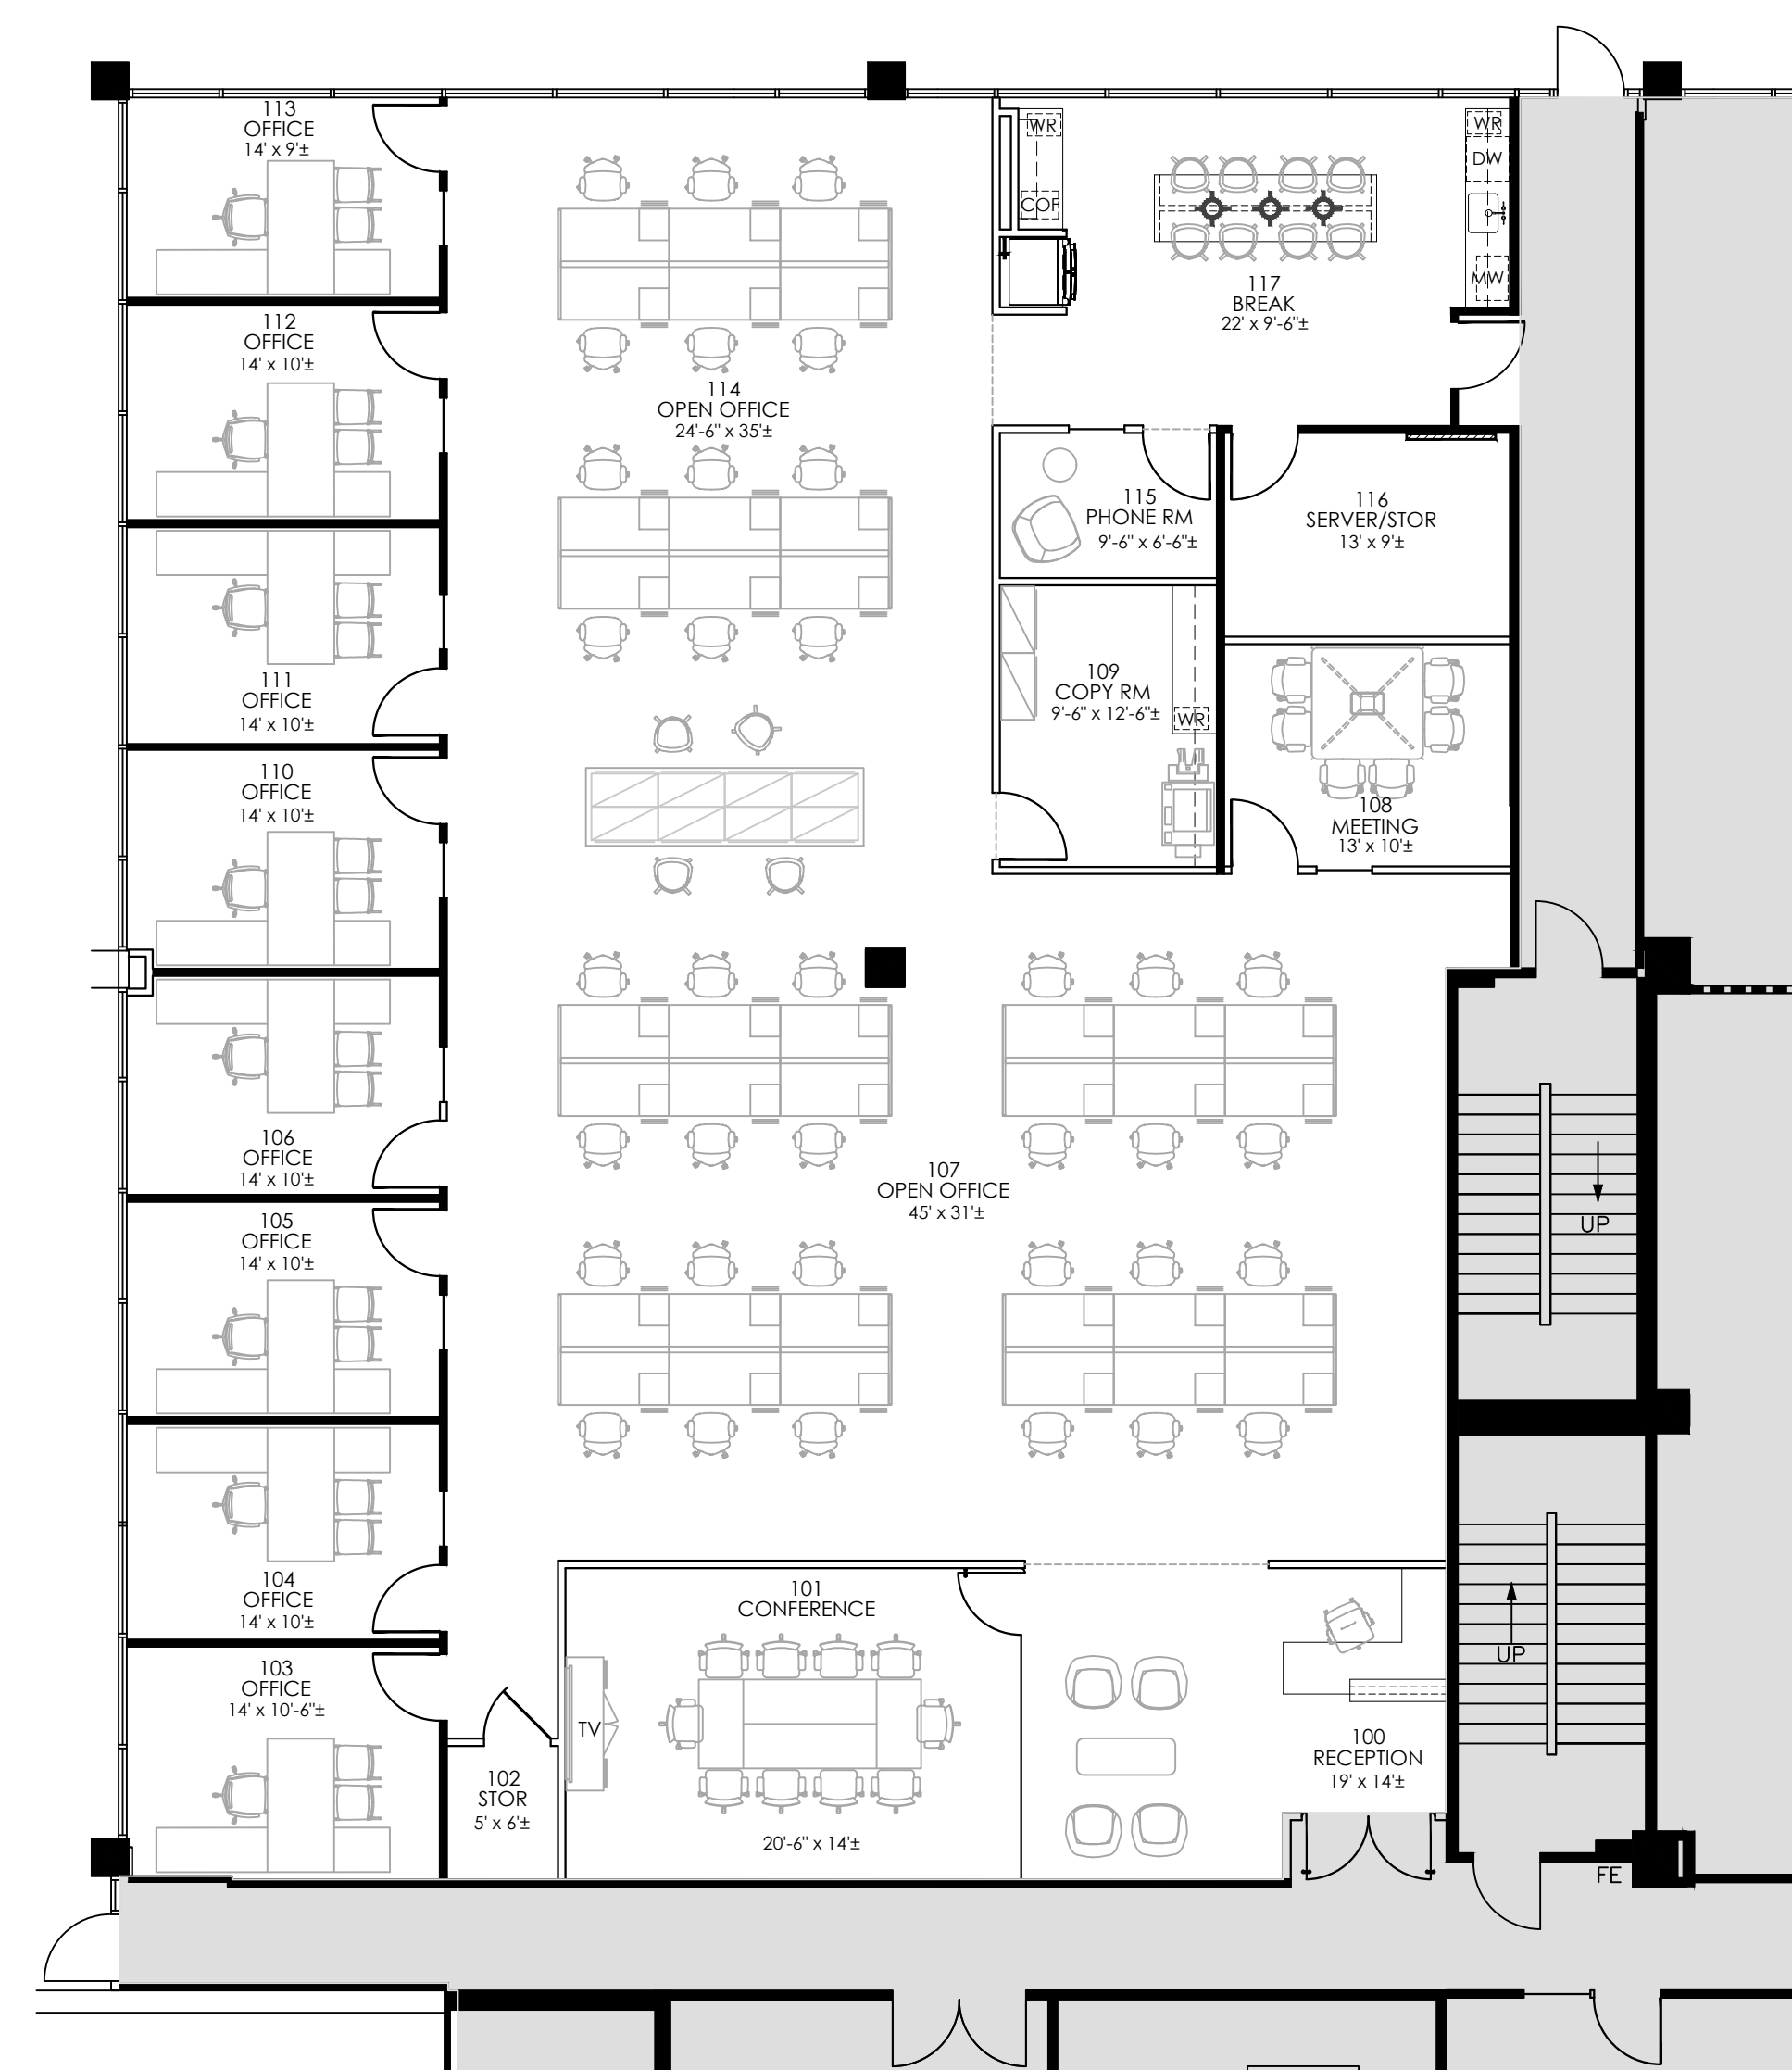 113
OFFICE
14' x 9'±
WR
COF
WR
DW
MW
117
BREAK
22' x 9'-6"±
112
OFFICE
14' x 10'±
114
OPEN OFFICE
24'-6" x 35'±
115
PHONE RM
9'-6" x 6'-6"±
116
SERVER/STOR
13' x 9'±
111
OFFICE
14' x 10'±
109
COPY RM
9'-6" x 12'-6"±
WR
110
OFFICE
14' x 10'±
108
MEETING
13' x 10'±
106
OFFICE
14' x 10'±
107
OPEN OFFICE
45' x 31'±
UP
105
OFFICE
14' x 10'±
104
OFFICE
14' x 10'±
101
CONFERENCE
20'-6" x 14'±
UP
103
OFFICE
14' x 10'-6"±
TV
100
RECEPTION
19' x 14'±
102
STOR
5' x 6'±
FE